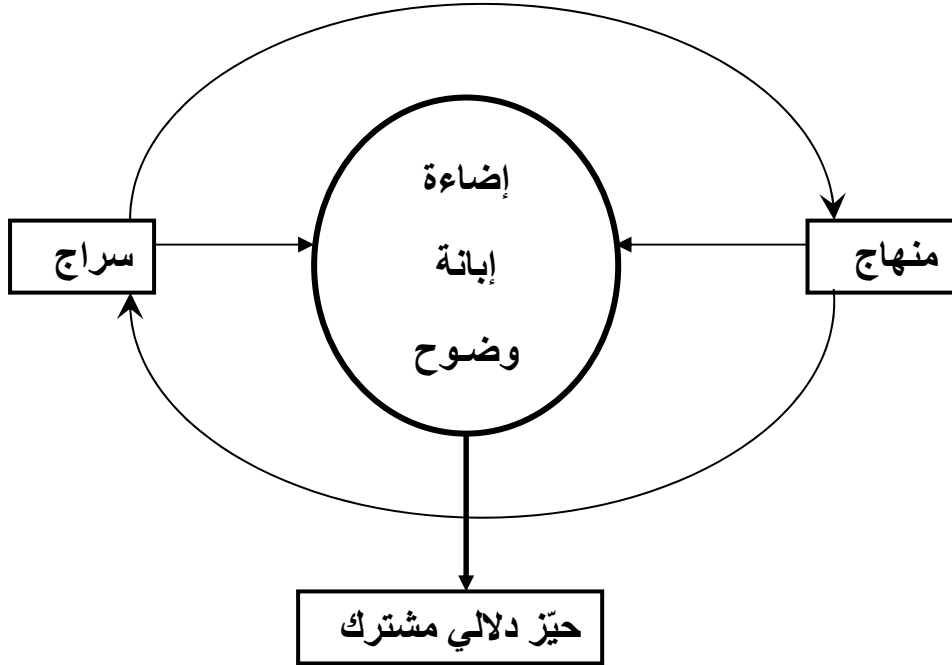 إضاءة
منهاج
إبانة
سراج
وضوح
حيّز دلالي مشترك